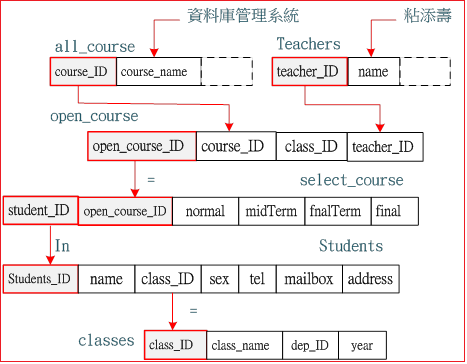 資料庫管理系統 粘添壽
all_course Teachers
course_ID course_name teacher_ID name
open_course
open_course_ID course_ID class_ID teacher_ID
= select_course
student_ID open_course_ID normal midTerm fnalTerm final
In Students
Students_ID name class_ID sex tel mailbox address
=
classes class_ID class_name dep_ID year